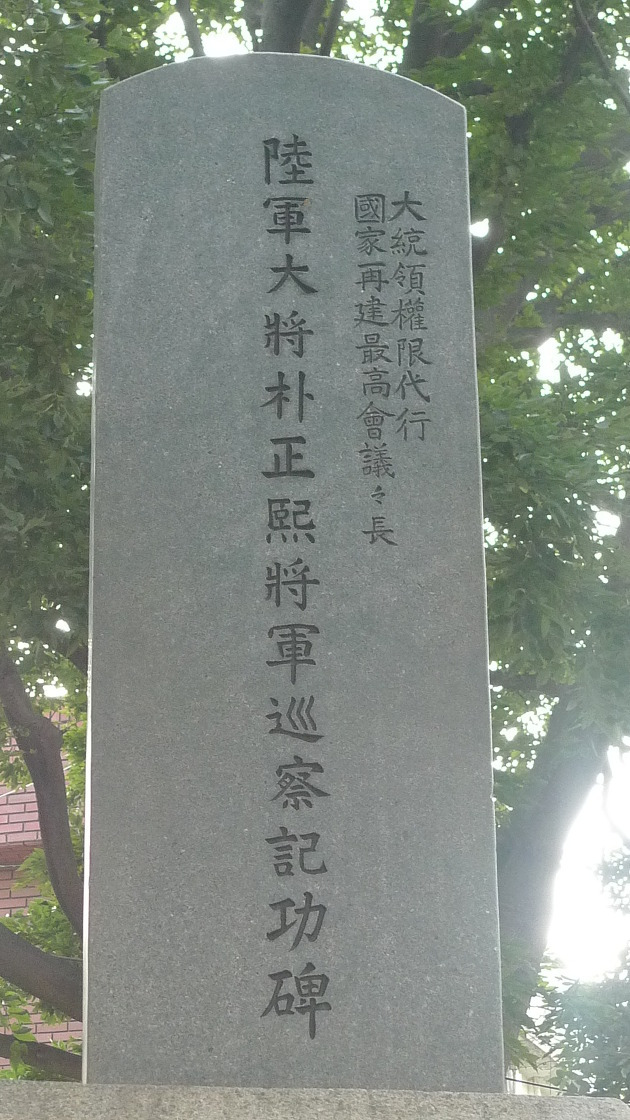 大統領權限代行
國家再建最高會議々長
陸軍大將朴正熙將軍巡察記功碑